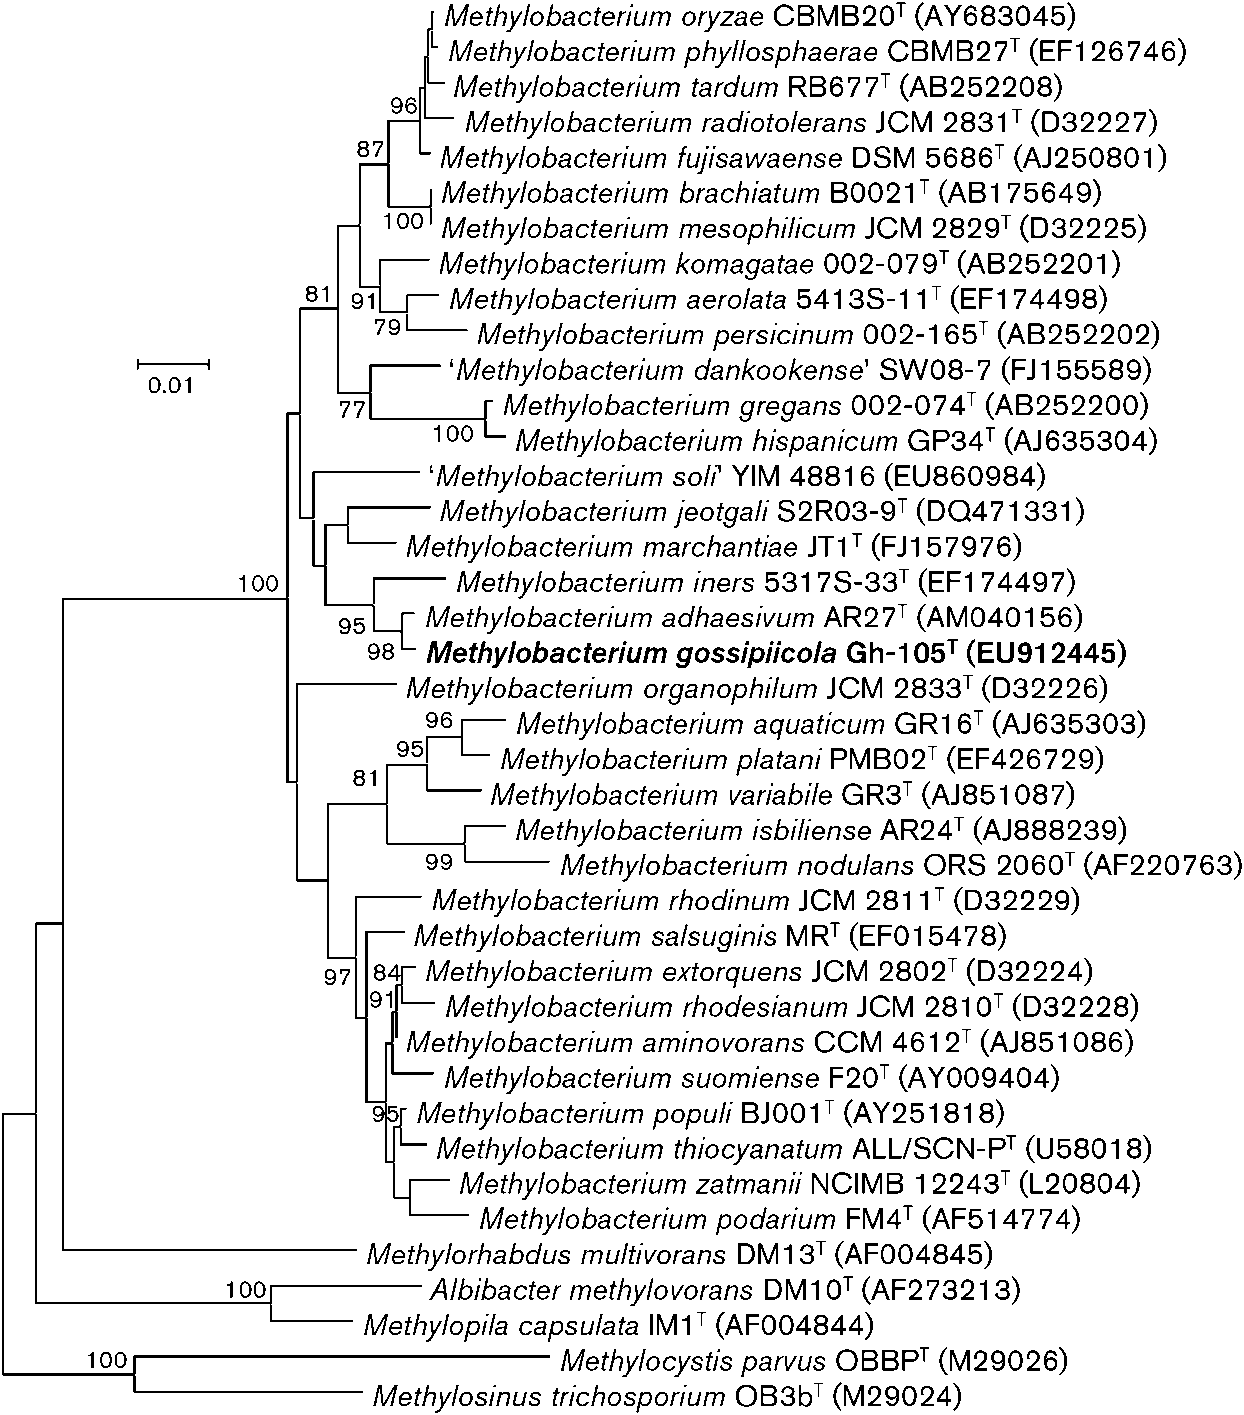 Methylobacterium oryzae CBMB20T (AY683045)
Methylobacterium phyllosphaerae CBMB27T (EF126746)
Methylobacterium tardum RB677T (AB252208)
96
Methylobacterium radiotolerans JCM 2831T (D32227)
87
Methylobacterium fujisawaense DSM 5686T (AJ250801)
Methylobacterium brachiatum B0021T (AB175649)
100
Methylobacterium mesophilicum JCM 2829T (D32225)
Methylobacterium komagatae 002-079T (AB252201)
81
91
Methylobacterium aerolata 5413S-11T (EF174498)
79
Methylobacterium persicinum 002-165T (AB252202)
0.01
'Methylobacterium dankookense' SW08-7 (FJ155589)
77
Methylobacterium gregans 002-074T (AB252200)
100
Methylobacterium hispanicum GP34T (AJ635304)
'Methylobacterium soli' YIM 48816 (EU860984)
Methylobacterium jeotgali S2R03-9T (DQ471331)
Methylobacterium marchantiae JT1T (FJ157976)
100
Methylobacterium iners 5317S-33T (EF174497)
95
Methylobacterium adhaesivum AR27T (AM040156)
98
Methylobacterium gossipiicola Gh-105T (EU912445)
Methylobacterium organophilum JCM 2833T (D32226)
96
Methylobacterium aquaticum GR16T (AJ635303)
95
Methylobacterium platani PMB02T (EF426729)
81
Methylobacterium variabile GR3T (AJ851087)
Methylobacterium isbiliense AR24T (AJ888239)
99
Methylobacterium nodulans ORS 2060T (AF220763)
Methylobacterium rhodinum JCM 2811T (D32229)
Methylobacterium salsuginis MRT (EF015478)
97
84
Methylobacterium extorquens JCM 2802T (D32224)
91
Methylobacterium rhodesianum JCM 2810T (D32228)
Methylobacterium aminovorans CCM 4612T (AJ851086)
Methylobacterium suomiense F20T (AY009404)
95
Methylobacterium populi BJ001T (AY251818)
Methylobacterium thiocyanatum ALL/SCN-PT (U58018)
Methylobacterium zatmanii NCIMB 12243T (L20804)
Methylobacterium podarium FM4T (AF514774)
Methylorhabdus multivorans DM13T (AF004845)
100
Albibacter methylovorans DM10T (AF273213)
Methylopila capsulata IM1T (AF004844)
100
Methylocystis parvus OBBPT (M29026)
Methylosinus trichosporium OB3bT (M29024)